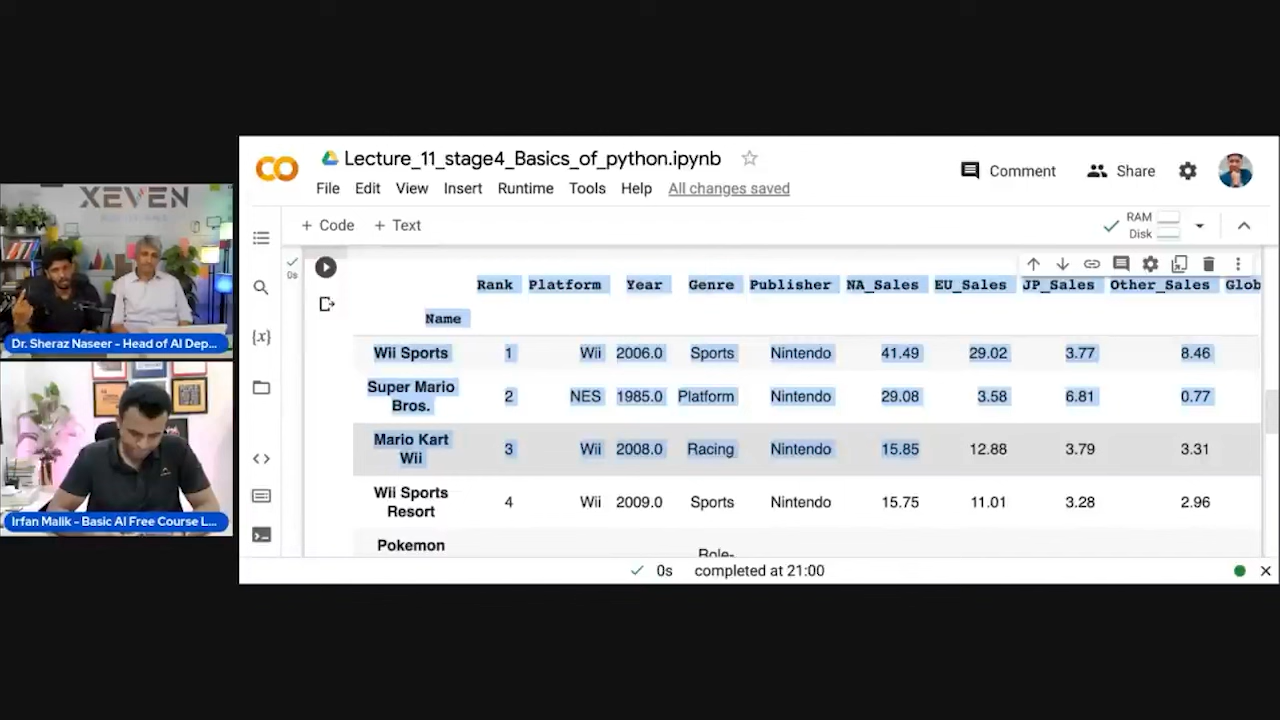 XEVEN
Dr. Sheraz Naseer - Head of AI Dep...
Irfan Malik - Basic AI Free Course L...
Lecture_11_stage4_Basics_of_python.ipynb
Comment
Share
File Edit View Insert Runtime Tools Help All changes saved
+ Code + Text
RAM
Disk
0s
Rank Platform Year Genre Publisher NA_Sales EU_Sales JP_Sales Other_Sales Glob
Name
Wii Sports 1 Wii 2006.0 Sports Nintendo 41.49 29.02 3.77 8.46
Super Mario Bros. 2 NES 1985.0 Platform Nintendo 29.08 3.58 6.81 0.77
Mario Kart Wii 3 Wii 2008.0 Racing Nintendo 15.85 12.88 3.79 3.31
Wii Sports Resort 4 Wii 2009.0 Sports Nintendo 15.75 11.01 3.28 2.96
Pokemon Role-
0s completed at 21:00